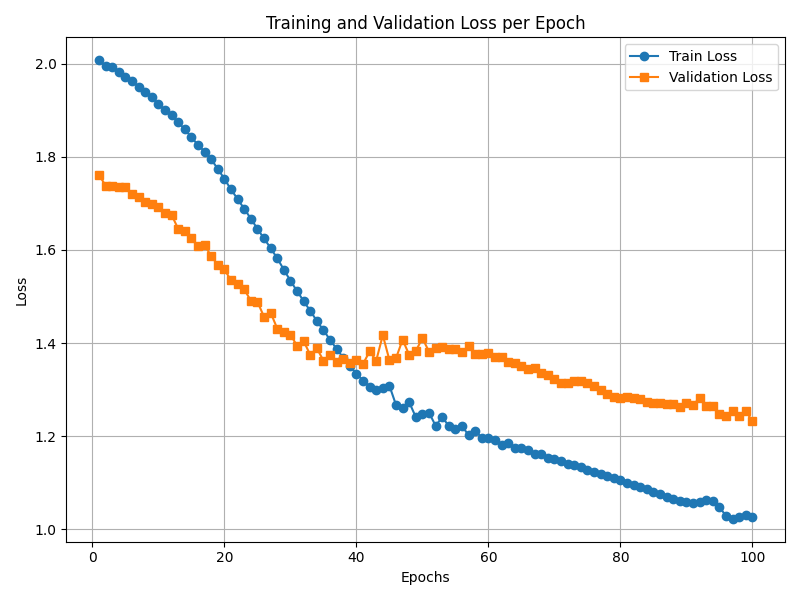 Training and Validation Loss per Epoch
Train Loss
Validation Loss
2.0
1.8
1.6
1.4
1.2
1.0
Loss
0
20
40
60
80
100
Epochs